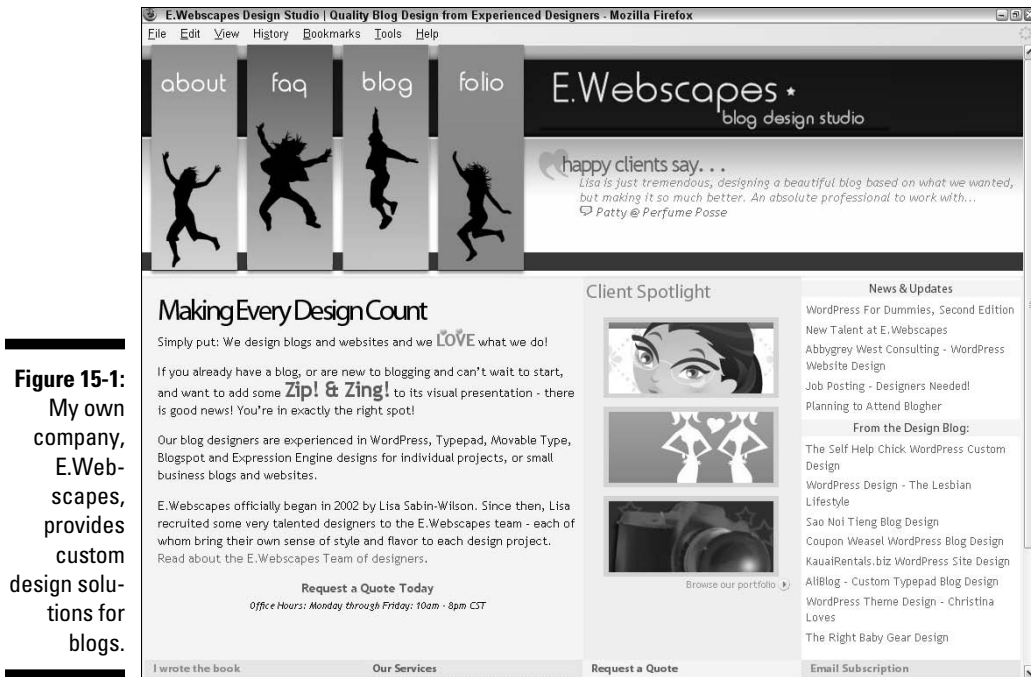 E.Webscapes Design Studio | Quality Blog Design from Experienced Designers - Mozilla Firefox
File Edit View History Bookmarks Tools Help
about faq blog folio
E.Webscapes
blog design studio
happy clients say. . .
Lisa is just tremendous, designing a beautiful blog based on what we wanted,
but making it so much better. An absolute professional to work with...
Patty @ Perfume Posse
Making Every Design Count
Simply put: We design blogs and websites and we LOVE what we do!
If you already have a blog, or are new to blogging and can't wait to start,
and want to add some Zip! & Zing! to its visual presentation - there
is good news! You're in exactly the right spot!
Our blog designers are experienced in WordPress, Typepad, Movable Type,
Blogspot and Expression Engine designs for individual projects, or small
business blogs and websites.
E.Webscapes officially began in 2002 by Lisa Sabin-Wilson. Since then, Lisa
recruited some very talented designers to the E.Webscapes team - each of
whom bring their own sense of style and flavor to each design project.
Read about the E.Webscapes Team of designers.
Request a Quote Today
Office Hours: Monday through Friday: 10am - 8pm CST
Client Spotlight
Browse our portfolio
News & Updates
WordPress For Dummies, Second Edition
New Talent at E.Webscapes
Abbygrey West Consulting - WordPress
Website Design
Job Posting - Designers Needed!
Planning to Attend Blogher
From the Design Blog:
The Self Help Chick WordPress Custom
Design
WordPress Design - The Lesbian
Lifestyle
Sao Noi Tieng Blog Design
Coupon Weasel WordPress Blog Design
KauaiRentals.biz WordPress Site Design
AliBlog - Custom Typepad Blog Design
WordPress Theme Design - Christina
Loves
The Right Baby Gear Design
I wrote the book
Our Services
Request a Quote
Email Subscription
Figure 15-1:
My own
company,
E.Web-
scapes,
provides
custom
design solu-
tions for
blogs.